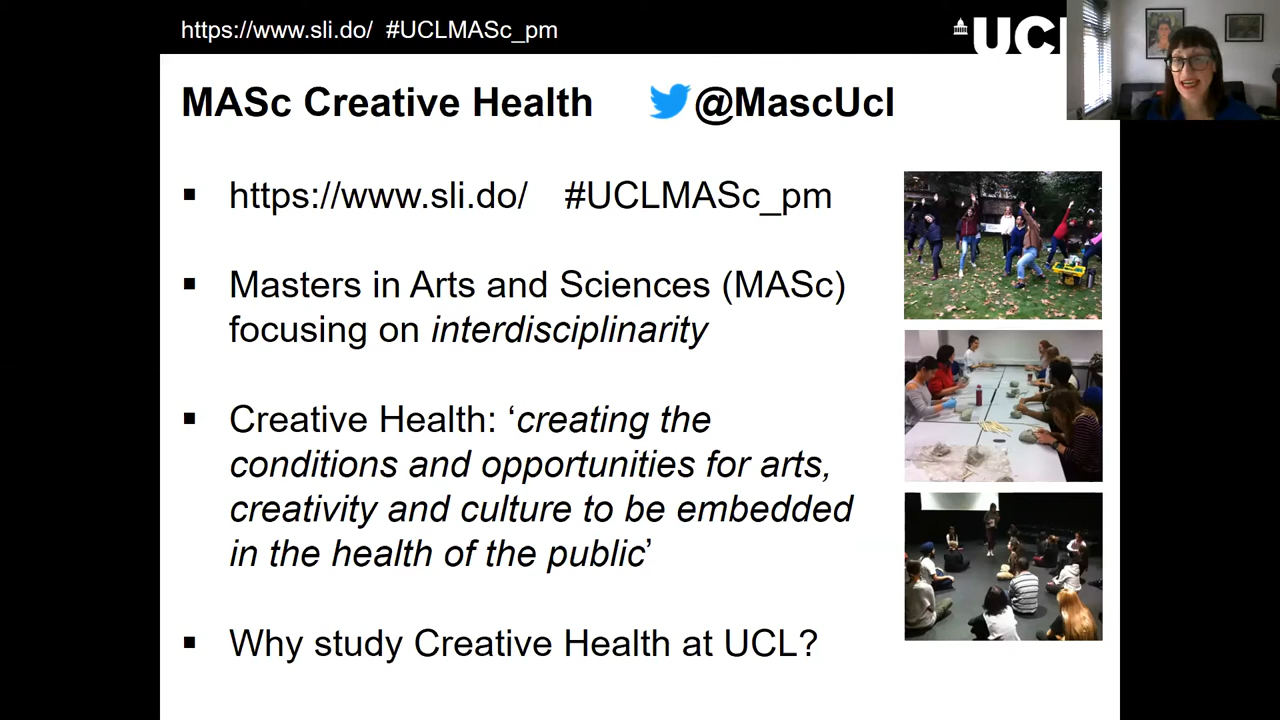 https://www.sli.do/ #UCLMASc_pm
UCL
MASc Creative Health @MascUcl
▪ https://www.sli.do/ #UCLMASc_pm
▪ Masters in Arts and Sciences (MASc)
focusing on interdisciplinarity
▪ Creative Health: ‘creating the
conditions and opportunities for arts,
creativity and culture to be embedded
in the health of the public’
▪ Why study Creative Health at UCL?